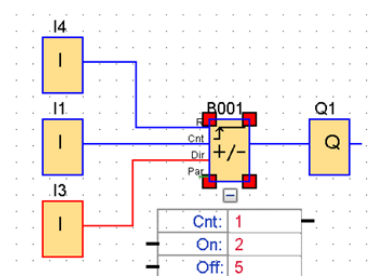 I4
I
B001
Q1
R
I1
I
Cnt
+/-
Q
Dir
I3
Par
I
Cnt: 1
On: 2
Off: 5